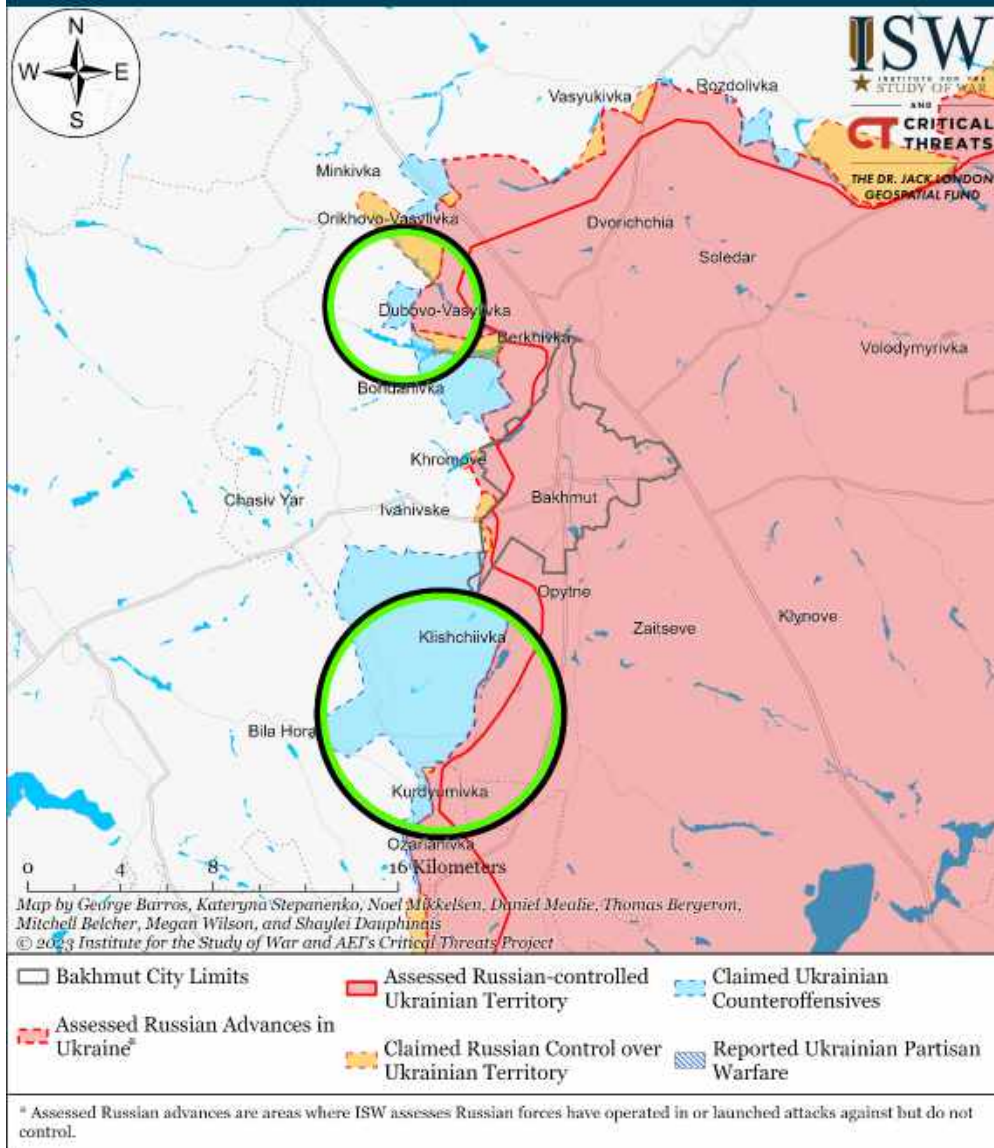 N
W E
S
ISW
INSTITUTE FOR THE
STUDY OF WAR
AND
CT CRITICAL
THREATS
THE DR. JACK LONDON
GEOSPATIAL FUND
Vasyukivka
Rozdolivka
Minkivka
Orikhovo-Vasylivka
Dvorichchia
Soledar
Dubovo-Vasylivka
Berkhivka
Volodymyrivka
Bohdanivka
Khromove
Chasiv Yar
Ivanivske
Bakhmut
Opytne
Klishchiivka
Zaitseve
Klynove
Bila Hora
Kurdyumivka
Ozarianivka
0 4 8 16 Kilometers
Map by George Barros, Kateryna Stepanenko, Noel Mikkelsen, Daniel Mealie, Thomas Bergeron,
Mitchell Belcher, Megan Wilson, and Shaylei Dauphinais
© 2023 Institute for the Study of War and AEI's Critical Threats Project
Bakhmut City Limits
Assessed Russian Advances in
Ukraine*
Assessed Russian-controlled
Ukrainian Territory
Claimed Russian Control over
Ukrainian Territory
Claimed Ukrainian
Counteroffensives
Reported Ukrainian Partisan
Warfare
* Assessed Russian advances are areas where ISW assesses Russian forces have operated in or launched attacks against but do not
control.